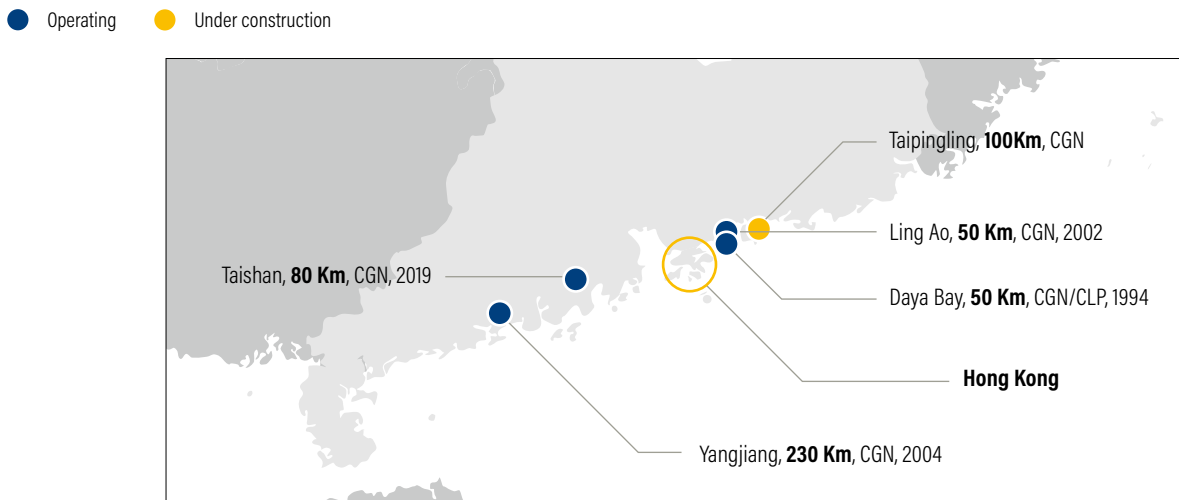 Operating
Under construction
Taipingling, 100Km, CGN
Ling Ao, 50 Km, CGN, 2002
Taishan, 80 Km, CGN, 2019
Daya Bay, 50 Km, CGN/CLP, 1994
Hong Kong
Yangjiang, 230 Km, CGN, 2004